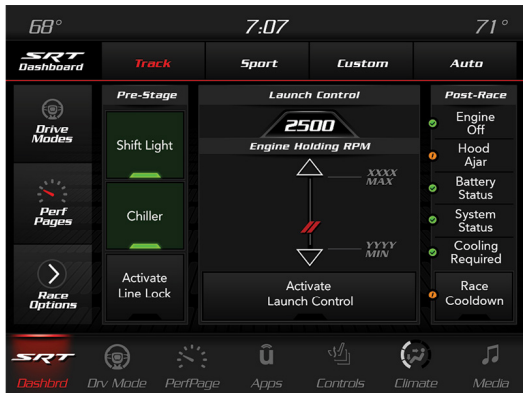 68°
7:07
71°
SRT
Dashboard
Track
Sport
Custom
Auto
Drive
Modes
Perf
Pages
Race
Options
Pre-Stage
Shift Light
Chiller
Activate
Line Lock
Launch Control
2500
Engine Holding RPM
XXXX
MAX
YYYY
MIN
Activate
Launch Control
Post-Race
Engine
Off
Hood
Ajar
Battery
Status
System
Status
Cooling
Required
Race
Cooldown
SRT
Dashbrd
Drv Mode
PerfPage
û
Apps
Controls
Climate
Media